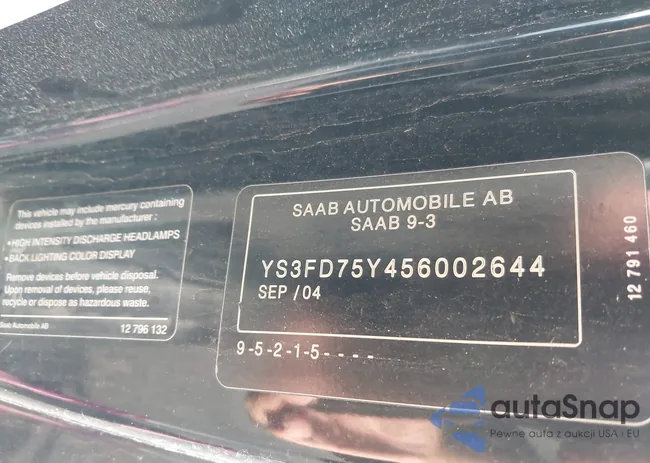 This vehicle may include mercury containing
devices installed by the manufacturer :
• HIGH INTENSITY DISCHARGE HEADLAMPS
• BACK LIGHTING COLOR DISPLAY
Remove devices before vehicle disposal.
Upon removal of devices, please reuse,
recycle or dispose as hazardous waste.
Saab Automobile AB 12 796 132
SAAB AUTOMOBILE AB
SAAB 9-3
YS3FD75Y456002644
SEP /04
9-5-2-1-5----
12 791 460
autaSnap
Pewne auta z aukcji USA i EU